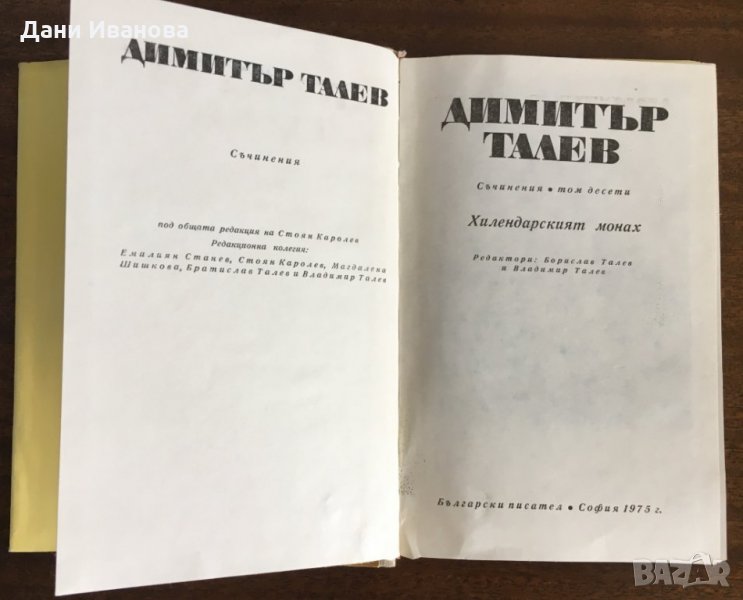 Дани Иванова
ДИМИТЪР ТАЛЕВ
Съчинения
под общата редакция на Стоян Каролев
Редакционна колегия:
Емалиян Станев, Стоян Каролев, Магдалена
Шишкова, Братислав Талев и Владимир Талев
ДИМИТЪР
ТАЛЕВ
Съчинения • том десети
Хилендарският монах
Редактори: Борислав Талев
и Владимир Талев
Български писател • София 1975 г.
BAZAR